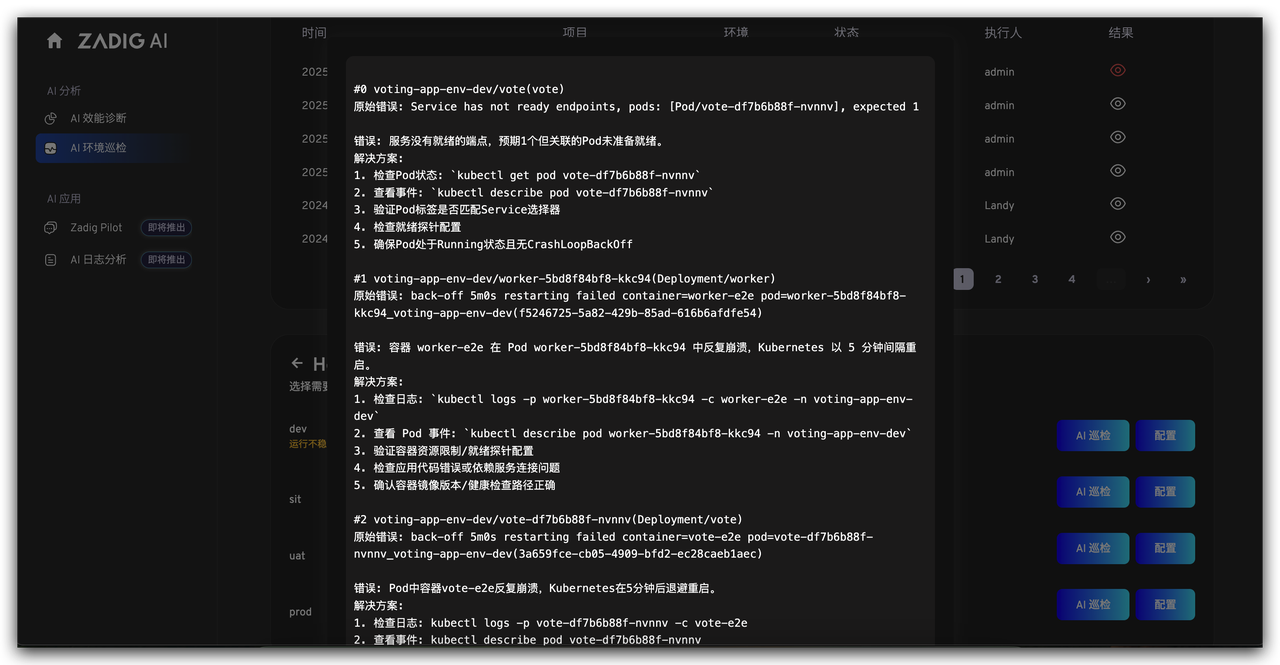 ZADIG AI
AI 分析
AI 效能诊断
AI 环境巡检
AI 应用
Zadig Pilot 即将推出
AI 日志分析 即将推出
时间 项目 环境 状态 执行人 结果
2025 admin
2025 admin
2025 admin
2025 admin
2024 Landy
2024 Landy
1 2 3 4 › »
选择需要
dev
运行不稳
AI 巡检 配置
sit
AI 巡检 配置
uat
AI 巡检 配置
prod
AI 巡检 配置
#0 voting-app-env-dev/vote(vote)
原始错误: Service has not ready endpoints, pods: [Pod/vote-df7b6b88f-nvnnv], expected 1
错误: 服务没有就绪的端点，预期1个但关联的Pod未准备就绪。
解决方案:
1. 检查Pod状态: `kubectl get pod vote-df7b6b88f-nvnnv`
2. 查看事件: `kubectl describe pod vote-df7b6b88f-nvnnv`
3. 验证Pod标签是否匹配Service选择器
4. 检查就绪探针配置
5. 确保Pod处于Running状态且无CrashLoopBackOff
#1 voting-app-env-dev/worker-5bd8f84bf8-kkc94(Deployment/worker)
原始错误: back-off 5m0s restarting failed container=worker-e2e pod=worker-5bd8f84bf8-
kkc94_voting-app-env-dev(f5246725-5a82-429b-85ad-616b6afdfe54)
错误: 容器 worker-e2e 在 Pod worker-5bd8f84bf8-kkc94 中反复崩溃，Kubernetes 以 5 分钟间隔重
启。
解决方案:
1. 检查日志: `kubectl logs -p worker-5bd8f84bf8-kkc94 -c worker-e2e -n voting-app-env-
dev`
2. 查看 Pod 事件: `kubectl describe pod worker-5bd8f84bf8-kkc94 -n voting-app-env-dev`
3. 验证容器资源限制/就绪探针配置
4. 检查应用代码错误或依赖服务连接问题
5. 确认容器镜像版本/健康检查路径正确
#2 voting-app-env-dev/vote-df7b6b88f-nvnnv(Deployment/vote)
原始错误: back-off 5m0s restarting failed container=vote-e2e pod=vote-df7b6b88f-
nvnnv_voting-app-env-dev(3a659fce-cb05-4909-bfd2-ec28caeb1aec)
错误: Pod中容器vote-e2e反复崩溃，Kubernetes在5分钟后退避重启。
解决方案:
1. 检查日志: kubectl logs -p vote-df7b6b88f-nvnnv -c vote-e2e
2. 查看事件: kubectl describe pod vote-df7b6b88f-nvnnv